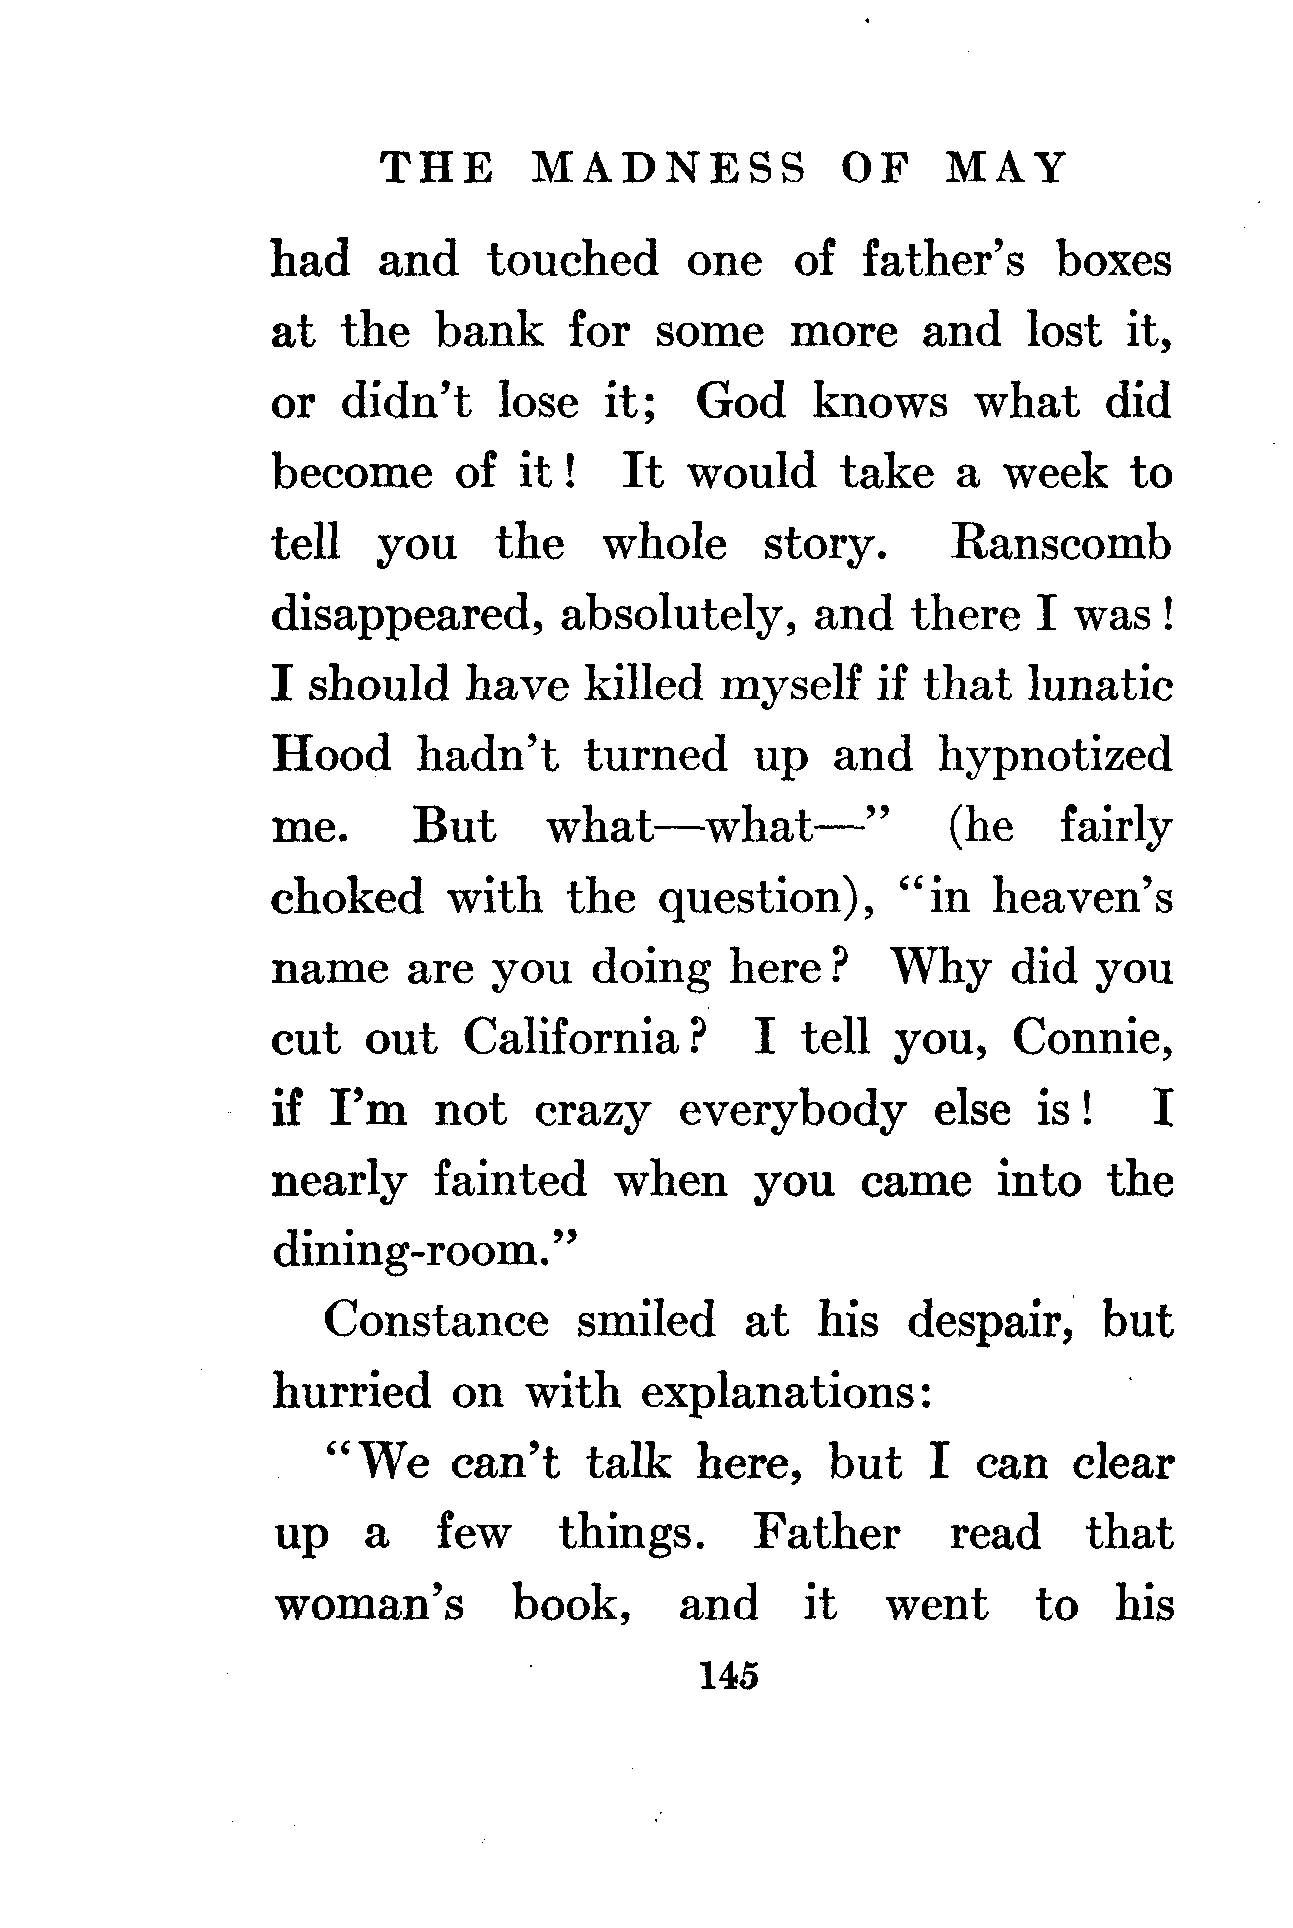 THE MADNESS OF MAY
had and touched one of father's boxes
at the bank for some more and lost it,
or didn't lose it; God knows what did
become of it! It would take a week to
tell you the whole story. Ranscomb
disappeared, absolutely, and there I was!
I should have killed myself if that lunatic
Hood hadn't turned up and hypnotized
me. But what—what—” (he fairly
choked with the question), “in heaven's
name are you doing here? Why did you
cut out California? I tell you, Connie,
if I'm not crazy everybody else is! I
nearly fainted when you came into the
dining-room.”
Constance smiled at his despair, but
hurried on with explanations:
“We can't talk here, but I can clear
up a few things. Father read that
woman's book, and it went to his
145